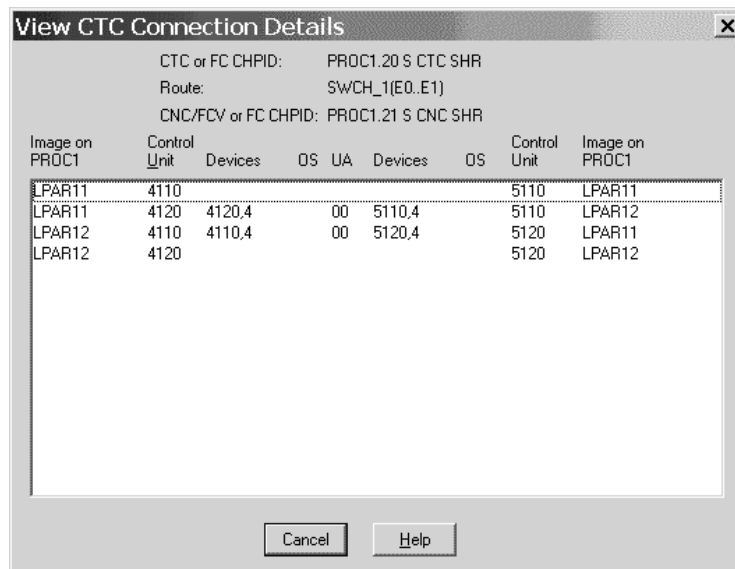 View CTC Connection Details
CTC or FC CHPID: PROC1.20 S CTC SHR
Route: SWCH_1(E0..E1)
CNC/FCV or FC CHPID: PROC1.21 S CNC SHR
Image on PROC1 Control Unit Devices OS UA Devices OS Control Unit Image on PROC1
LPAR11 4110 5110 LPAR11
LPAR11 4120 4120,4 00 5110,4 5110 LPAR12
LPAR12 4110 4110,4 00 5120,4 5120 LPAR11
LPAR12 4120 5120 LPAR12
Cancel Help